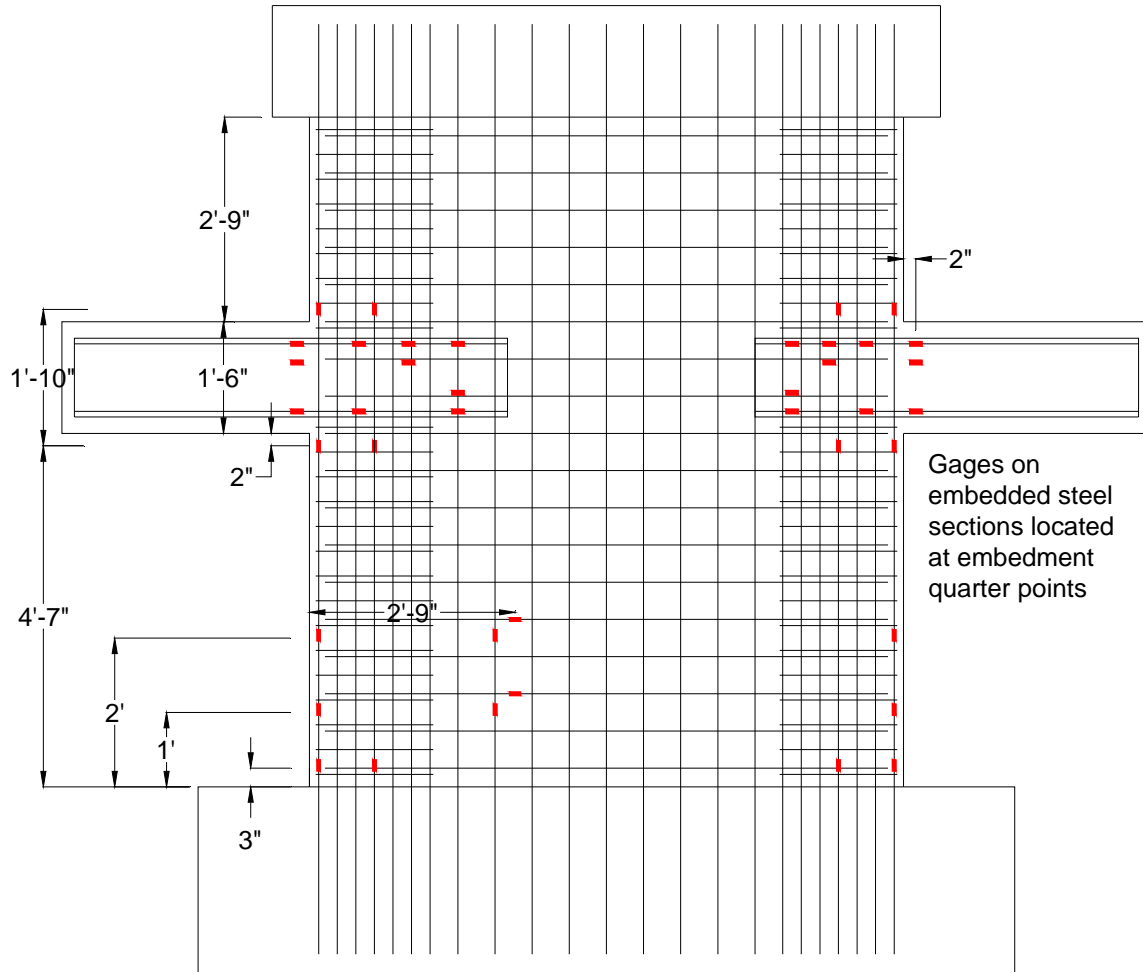 2'-9"
2"
1'-10"
1'-6"
2"
Gages on
embedded steel
sections located
at embedment
quarter points
4'-7"
2'-9"
2'
1'
3"